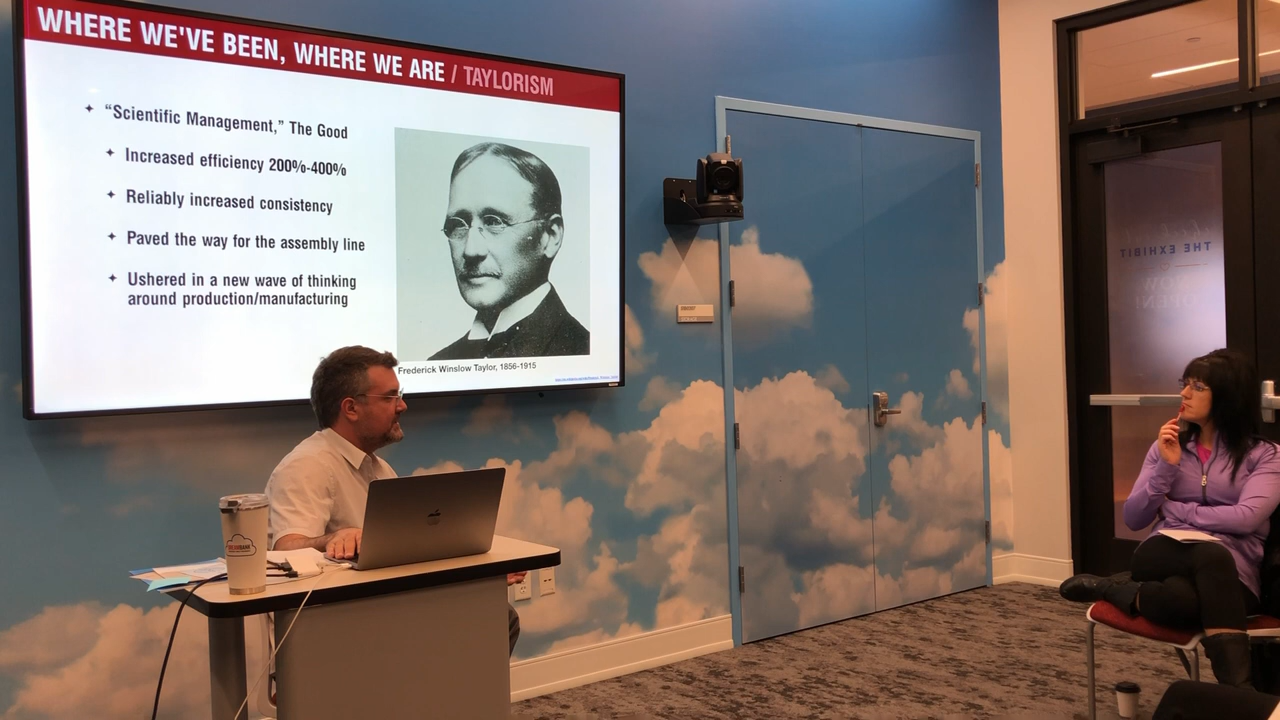 WHERE WE'VE BEEN, WHERE WE ARE / TAYLORISM
"Scientific Management," The Good
Increased efficiency 200%-400%
Reliably increased consistency
Paved the way for the assembly line
Ushered in a new wave of thinking
around production/manufacturing
Frederick Winslow Taylor, 1856-1915
THE EXHIBIT
NOW
OPEN!